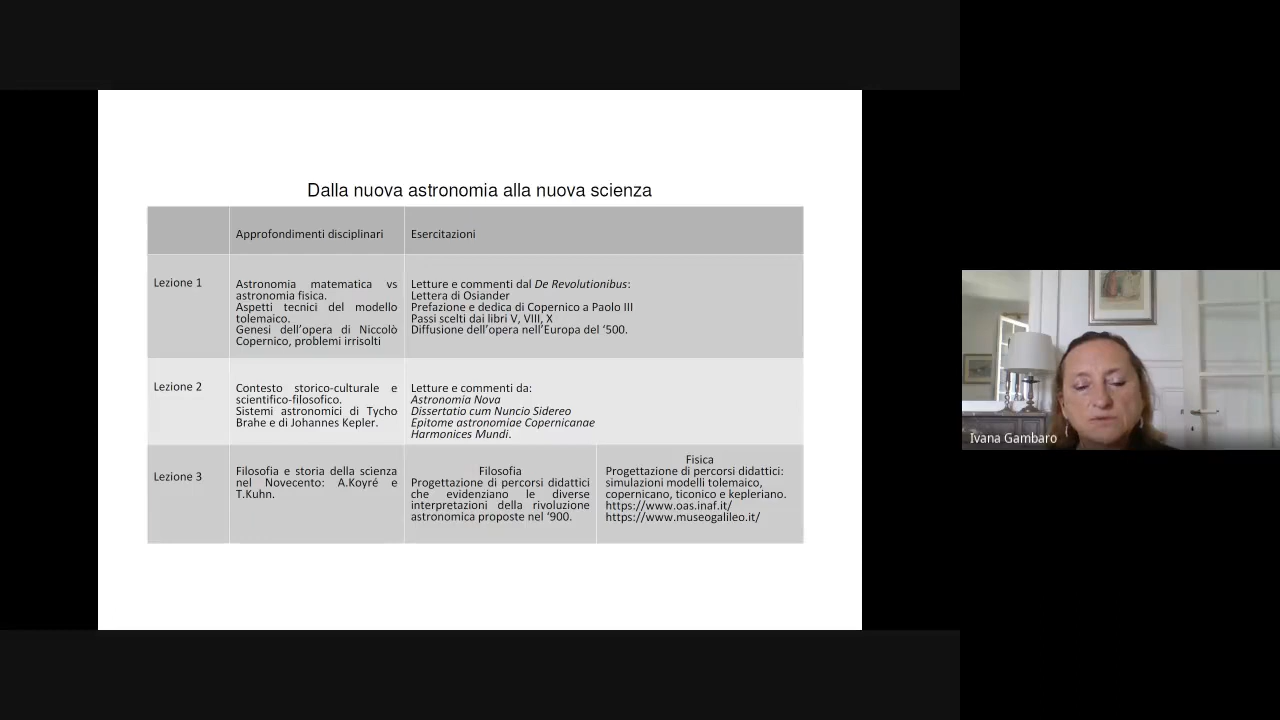 Dalla nuova astronomia alla nuova scienza
Approfondimenti disciplinari
Esercitazioni
Lezione 1
Astronomia matematica vs
astronomia fisica.
Aspetti tecnici del modello
tolemaico.
Genesi dell'opera di Niccolò
Copernico, problemi irrisolti
Letture e commenti dal De Revolutionibus:
Lettera di Osiander
Prefazione e dedica di Copernico a Paolo III
Passi scelti dai libri V, VIII, X
Diffusione dell'opera nell'Europa del '500.
Lezione 2
Contesto storico-culturale e
scientifico-filosofico.
Sistemi astronomici di Tycho
Brahe e di Johannes Kepler.
Letture e commenti da:
Astronomia Nova
Dissertatio cum Nuncio Sidereo
Epitome astronomiae Copernicanae
Harmonices Mundi.
Lezione 3
Filosofia e storia della scienza
nel Novecento: A.Koyré e
T.Kuhn.
Filosofia
Progettazione di percorsi didattici
che evidenziano le diverse
interpretazioni della rivoluzione
astronomica proposte nel '900.
Fisica
Progettazione di percorsi didattici:
simulazioni modelli tolemaico,
copernicano, ticonico e kepleriano.
https://www.oas.inaf.it/
https://www.museogalileo.it/
Ivana Gambaro